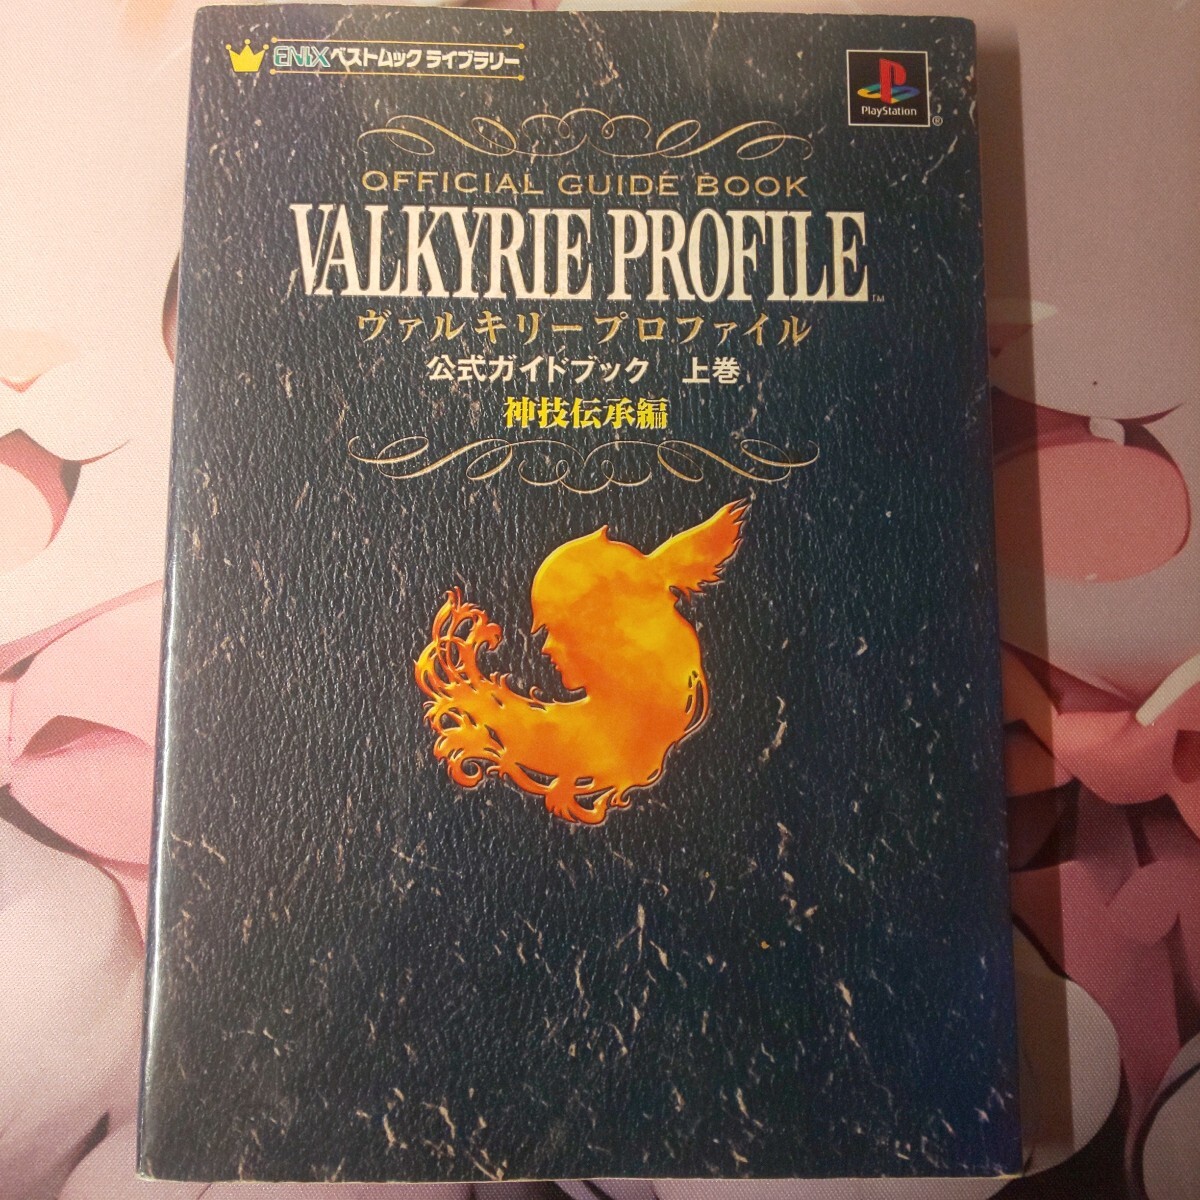 ENIXベストムックライブラリー
PlayStation
®
OFFICIAL GUIDE BOOK
VALKYRIE PROFILE™
ヴァルキリープロファイル
公式ガイドブック 上巻
神技伝承編